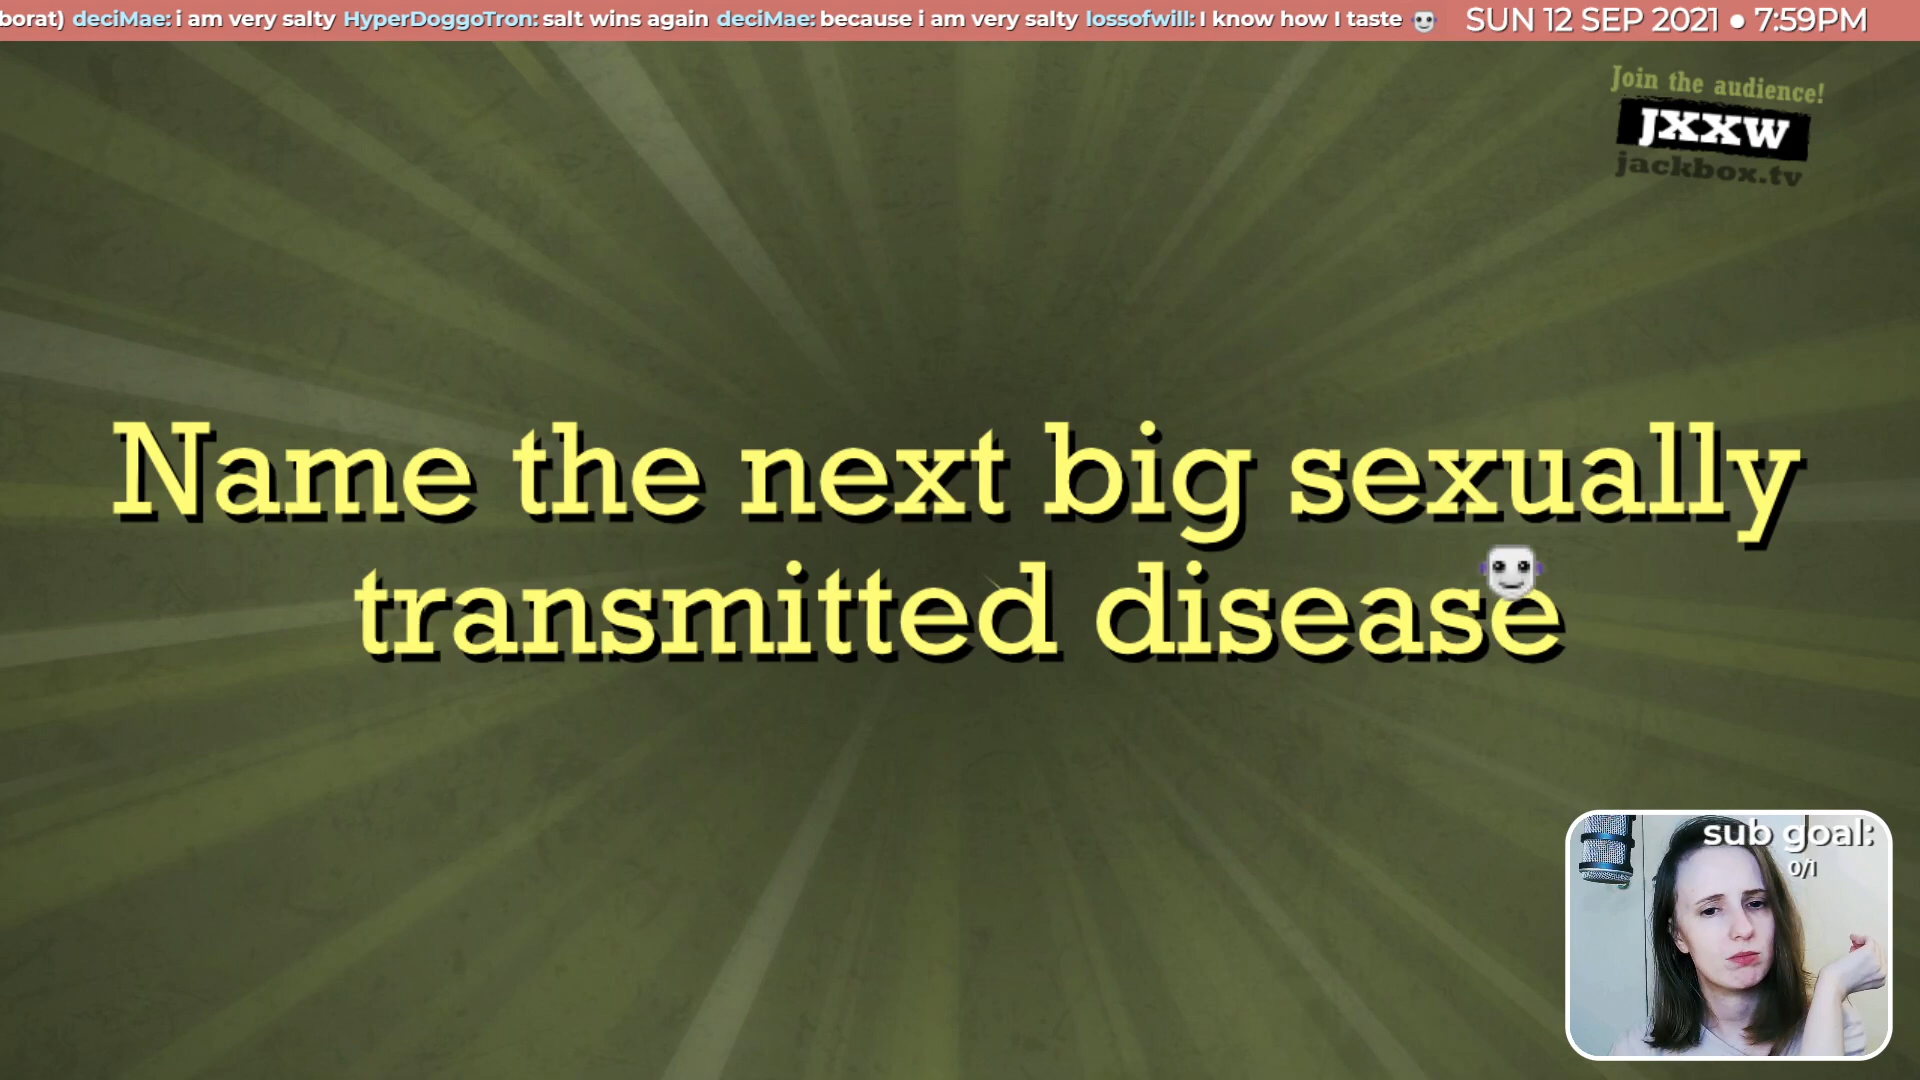 borat) deciMae: i am very salty HyperDoggoTron: salt wins again deciMae: because i am very salty lossofwill: I know how I taste
SUN 12 SEP 2021 ● 7:59PM
Join the audience!
JXXW
jackbox.tv
Name the next big sexually
transmitted disease
sub goal:
0/1